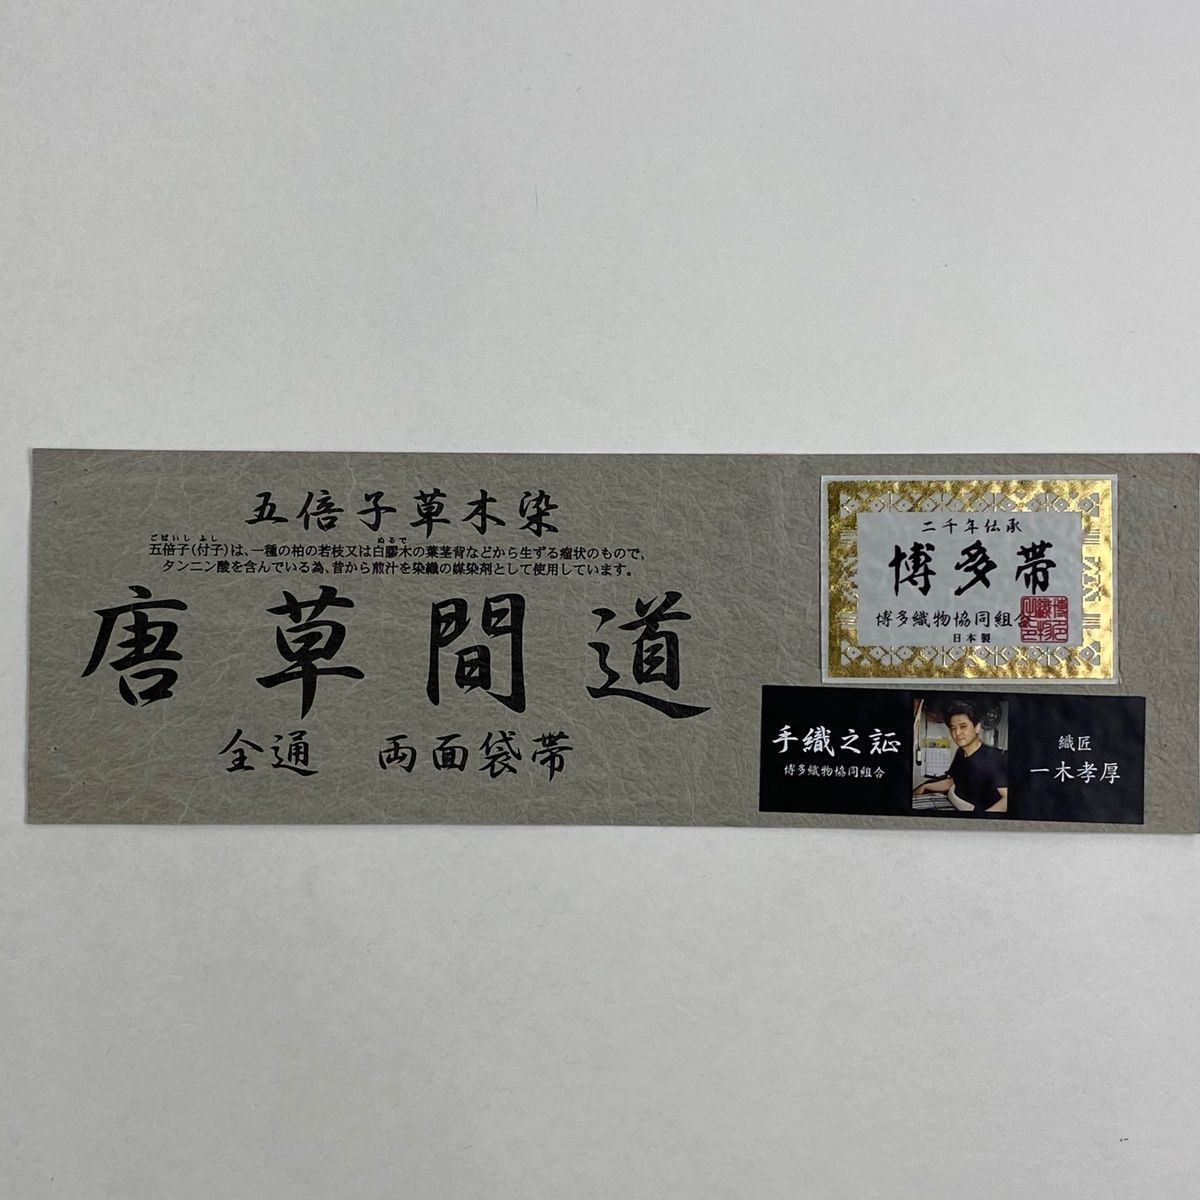 五倍子草木染
ごばいし ふし ぬるで
五倍子(付子)は、一種の柏の若枝又は白膠木の葉茎背などから生ずる瘤状のもので、
タンニン酸を含んでいる為、昔から煎汁を染織の媒染剤として使用しています。
唐草間道
全通 両面袋帯
二千年伝承
博多帯
博多織物協同組合
日本製
手織之証
博多織物協同組合
織匠
一木孝厚